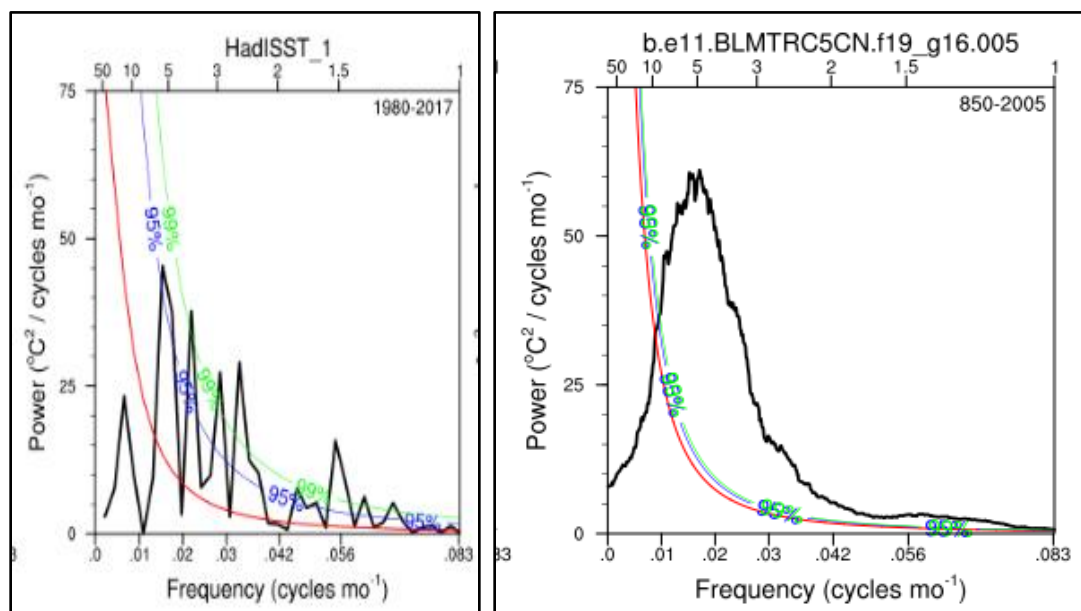 HadISST_1
50 10 5 3 2 1.5 1
75
1980-2017
50
25
0
Power (°C² / cycles mo⁻¹)
95%
99%
95%
99%
95%
99%
95%
.0 .01 .02 .03 .042 .056 .083
Frequency (cycles mo⁻¹)
3
b.e11.BLMTRC5CN.f19_g16.005
50 10 5 3 2 1.5 1
75
850-2005
50
25
0
Power (°C² / cycles mo⁻¹)
95%
95%
95%
95%
.0 .01 .02 .03 .042 .056 .083
Frequency (cycles mo⁻¹)
33